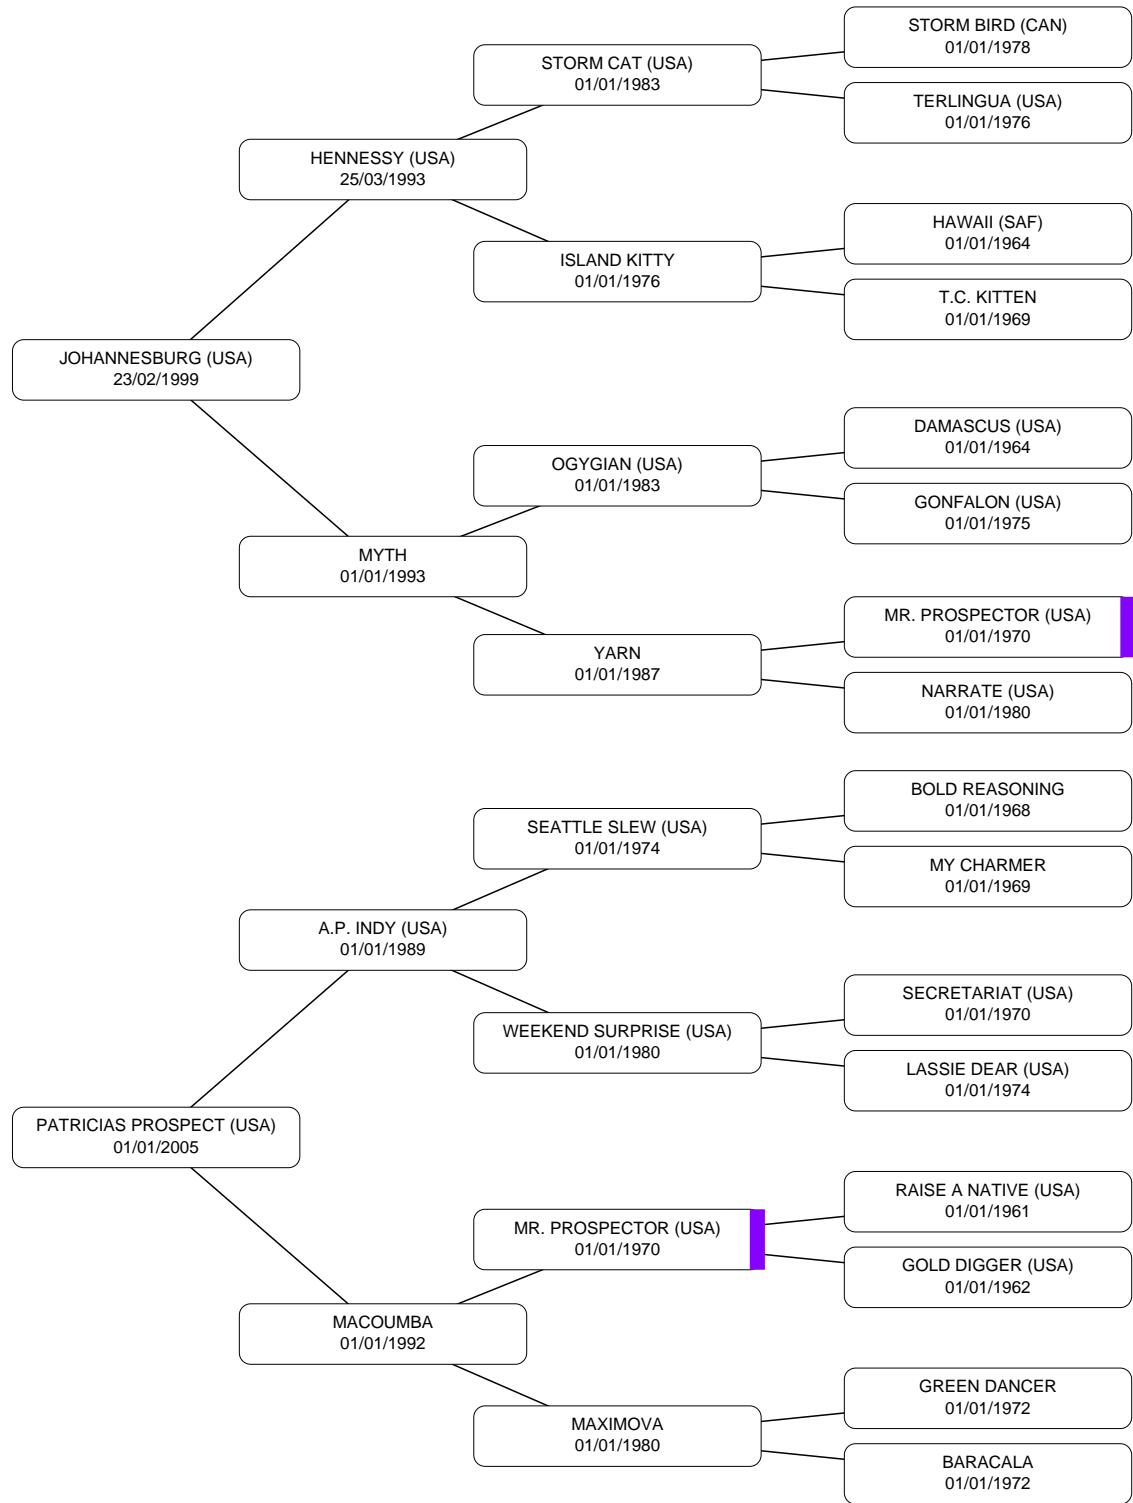 STORM BIRD (CAN)
01/01/1978
STORM CAT (USA)
01/01/1983
TERLINGUA (USA)
01/01/1976
HENNESSY (USA)
25/03/1993
HAWAII (SAF)
01/01/1964
ISLAND KITTY
01/01/1976
T.C. KITTEN
01/01/1969
JOHANNESBURG (USA)
23/02/1999
DAMASCUS (USA)
01/01/1964
OGYGIAN (USA)
01/01/1983
GONFALON (USA)
01/01/1975
MYTH
01/01/1993
MR. PROSPECTOR (USA)
01/01/1970
YARN
01/01/1987
NARRATE (USA)
01/01/1980
BOLD REASONING
01/01/1968
SEATTLE SLEW (USA)
01/01/1974
MY CHARMER
01/01/1969
A.P. INDY (USA)
01/01/1989
SECRETARIAT (USA)
01/01/1970
WEEKEND SURPRISE (USA)
01/01/1980
LASSIE DEAR (USA)
01/01/1974
PATRICIAS PROSPECT (USA)
01/01/2005
RAISE A NATIVE (USA)
01/01/1961
MR. PROSPECTOR (USA)
01/01/1970
GOLD DIGGER (USA)
01/01/1962
MACOUMBA
01/01/1992
GREEN DANCER
01/01/1972
MAXIMOVA
01/01/1980
BARACALA
01/01/1972